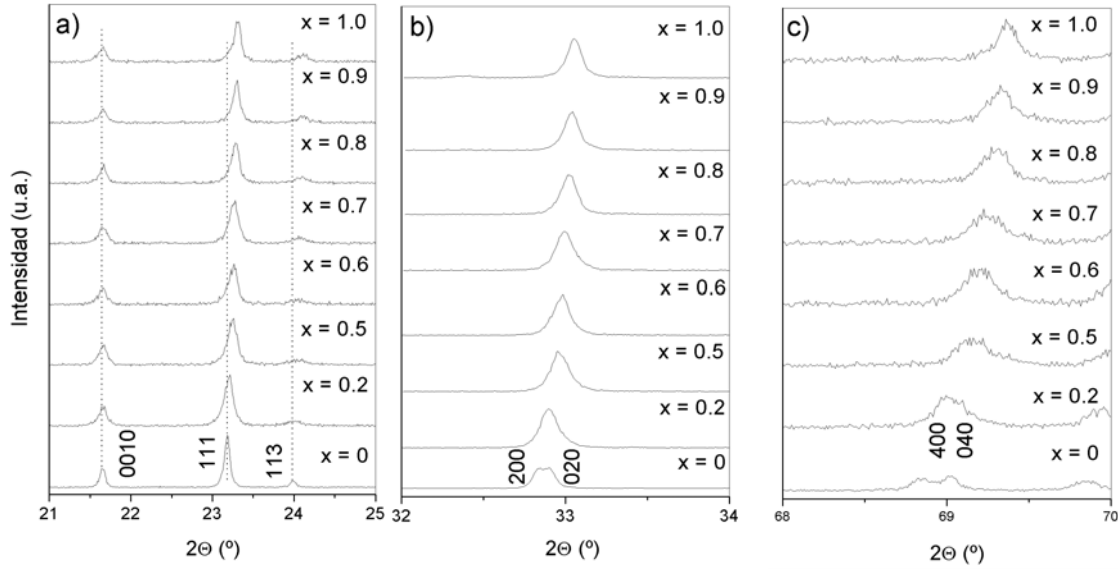 Intensidad (u.a.)
a)
x = 1.0
x = 0.9
x = 0.8
x = 0.7
x = 0.6
x = 0.5
x = 0.2
x = 0
0010
111
113
21
22
23
24
25
2Θ (º)
b)
x = 1.0
x = 0.9
x = 0.8
x = 0.7
x = 0.6
x = 0.5
x = 0.2
x = 0
200
020
32
33
34
2Θ (º)
c)
x = 1.0
x = 0.9
x = 0.8
x = 0.7
x = 0.6
x = 0.5
x = 0.2
x = 0
400
040
68
69
70
2Θ (º)